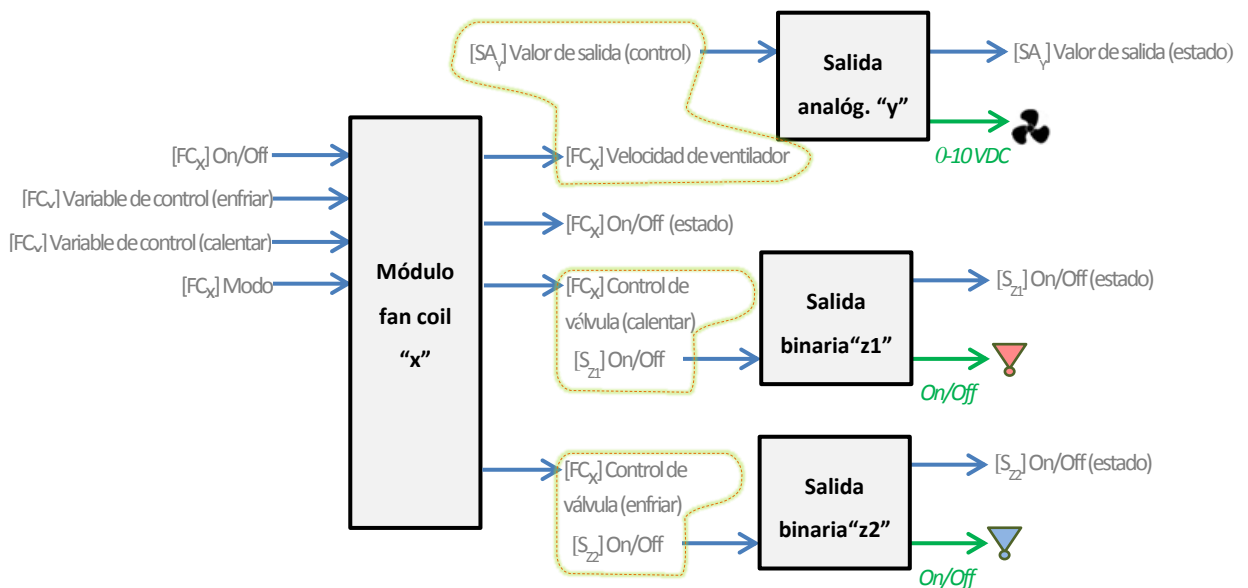 [SAY] Valor de salida (control)
Salida
analóg. “y”
[SAY] Valor de salida (estado)
0-10 VDC
[FCX] On/Off
[FCX] Variable de control (enfriar)
[FCX] Variable de control (calentar)
[FCX] Modo
Módulo
fan coil
“x”
[FCX] Velocidad de ventilador
[FCX] On/Off (estado)
[FCX] Control de
válvula (calentar)
[SZ1] On/Off
Salida
binaria“z1”
[SZ1] On/Off (estado)
On/Off
[FCX] Control de
válvula (enfriar)
[SZ2] On/Off
Salida
binaria“z2”
[SZ2] On/Off (estado)
On/Off